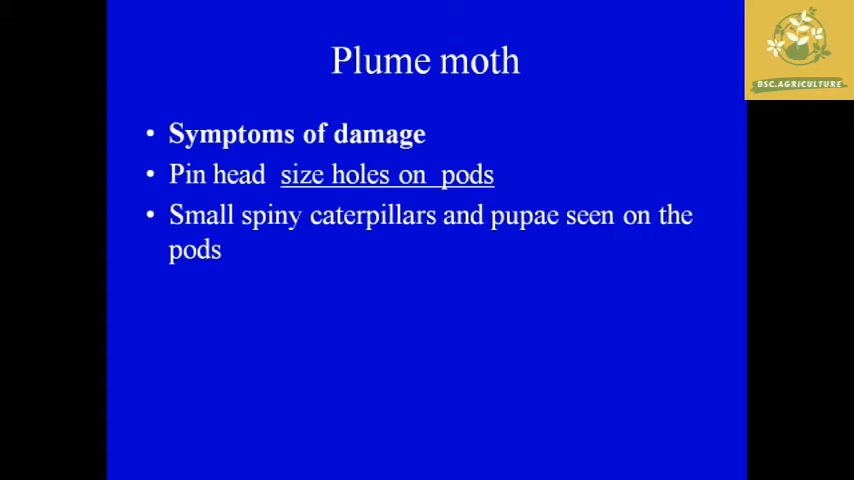 Plume moth
BSC.AGRICULTURE
• Symptoms of damage
• Pin head size holes on pods
• Small spiny caterpillars and pupae seen on the
pods